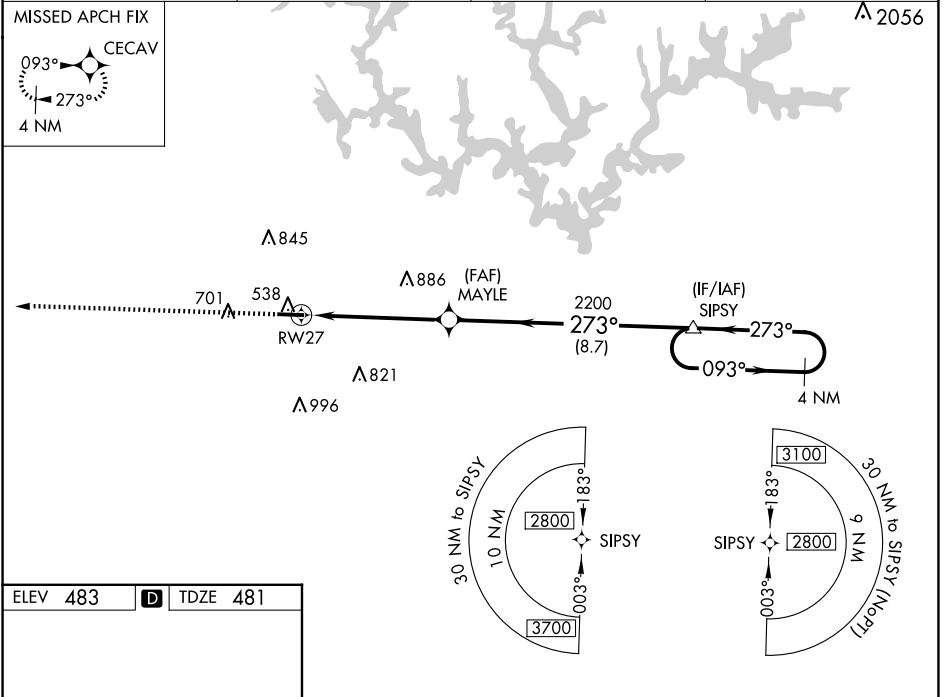 MISSED APCH FIX
CECAV
093°
273°
4 NM
2056
845
886
(FAF)
MAYLE
(IF/IAF)
SIPSY
701
538
RW27
2200
273°
(8.7)
273°
093°
4 NM
821
996
30 NM to SIPSY
10 NM
183°
2800
SIPSY
003°
3700
3100
30 NM to SIPSY (NoPT)
183°
9 NM
SIPSY
2800
003°
ELEV 483 D TDZE 481